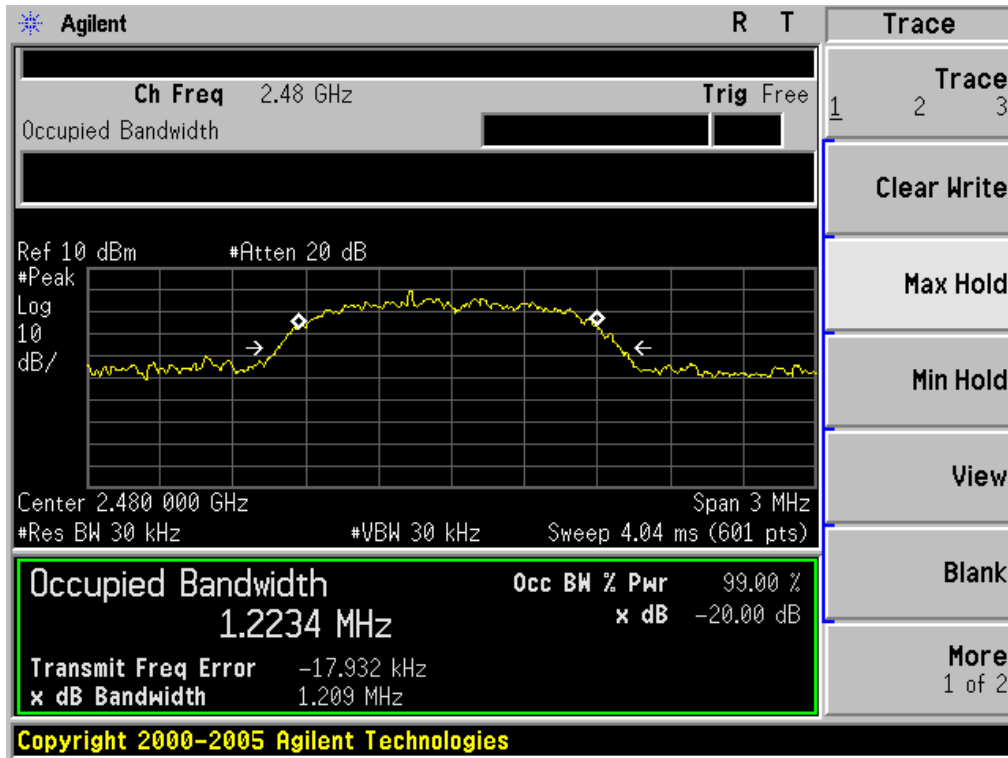 Agilent R T Trace
Ch Freq 2.48 GHz Trig Free
Occupied Bandwidth
Trace
1 2 3
Clear Write
Max Hold
Min Hold
View
Blank
More
1 of 2
Ref 10 dBm #Atten 20 dB
#Peak
Log
10
dB/
Center 2.480 000 GHz Span 3 MHz
#Res BW 30 kHz #VBW 30 kHz Sweep 4.04 ms (601 pts)
Occupied Bandwidth Occ BW % Pwr 99.00 %
1.2234 MHz x dB -20.00 dB
Transmit Freq Error -17.932 kHz
x dB Bandwidth 1.209 MHz
Copyright 2000-2005 Agilent Technologies